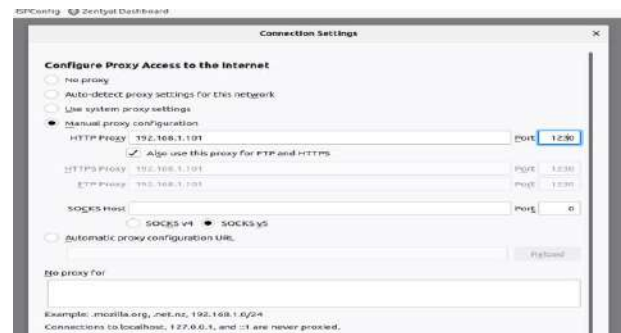 ISPConfig Zentyal Dashboard
Connection Settings
Configure Proxy Access to the Internet
No proxy
Auto-detect proxy settings for this network
Use system proxy settings
Manual proxy configuration
HTTP Proxy 192.168.1.101 Port 1230
Also use this proxy for FTP and HTTPS
HTTPS Proxy 192.168.1.101 Port 1230
FTP Proxy 192.168.1.101 Port 1230
SOCKS Host Port 0
SOCKS v4 SOCKS v5
Automatic proxy configuration URL
Reload
No proxy for
Example: .mozilla.org, .net.nz, 192.168.1.0/24
Connections to localhost, 127.0.0.1, and ::1 are never proxied.